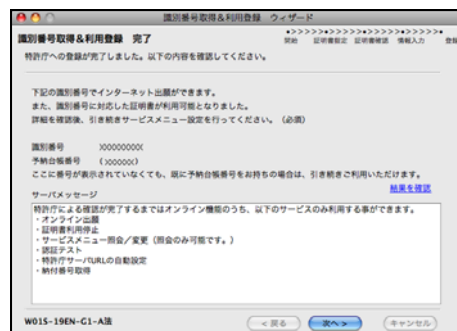 識別番号取得&利用登録 ウィザード
識別番号取得&利用登録 完了
•>>>>>•>>>>>•>>>>>•>>>>>•
開始 証明書設定 証明書確認 情報入力 登録
特許庁への登録が完了しました。以下の内容を確認してください。
下記の識別番号でインターネット出願ができます。
また、識別番号に対応した証明書が利用可能となりました。
詳細を確認後、引き続きサービスメニュー設定を行ってください。(必須)
識別番号
予納台帳番号
ここに番号が表示されていなくても、既に予納台帳番号をお持ちの場合は、引き続きご利用いただけます。
サーバメッセージ 結果を確認
特許庁による確認が完了するまではオンライン機能のうち、以下のサービスのみ利用する事ができます。
・オンライン出願
・証明書利用停止
・サービスメニュー照会/変更(照会のみ可能です。)
・認証テスト
・特許庁サーバURLの自動設定
・納付番号取得
W01S-19EN-G1-A法 <戻る 次へ> キャンセル